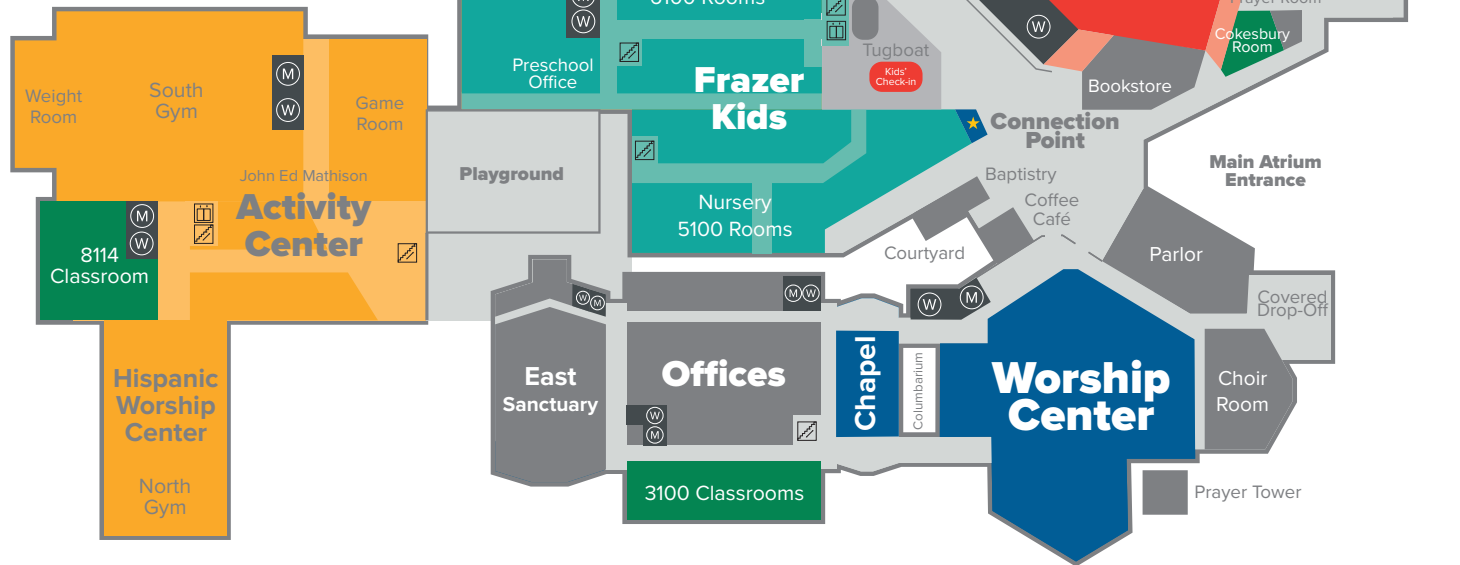 5100 Rooms
Prayer Room
M
W
W
Cokesbury
Room
Tugboat
Kids'
Check-in
Preschool
Office
Frazer
Kids
Bookstore
Weight
Room
South
Gym
M
W
Game
Room
Connection
Point
Main Atrium
Entrance
Playground
John Ed Mathison
Activity
Center
Baptistry
Coffee
Café
Nursery
5100 Rooms
M
W
8114
Classroom
Courtyard
Parlor
W M
M W
W M
Covered
Drop-Off
Hispanic
Worship
Center
East
Sanctuary
Offices
W
M
Chapel
Columbarium
Worship
Center
Choir
Room
North
Gym
3100 Classrooms
Prayer Tower